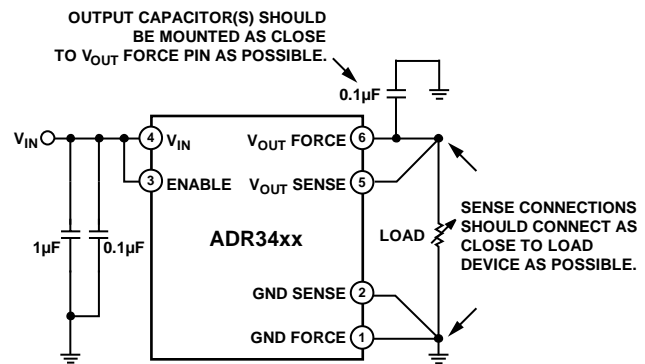 OUTPUT CAPACITOR(S) SHOULD
BE MOUNTED AS CLOSE
TO VOUT FORCE PIN AS POSSIBLE.
0.1µF
VIN
4
VIN
VOUT FORCE
6
3
ENABLE
VOUT SENSE
5
1µF
0.1µF
ADR34xx
LOAD
SENSE CONNECTIONS
SHOULD CONNECT AS
CLOSE TO LOAD
DEVICE AS POSSIBLE.
GND SENSE
2
GND FORCE
1